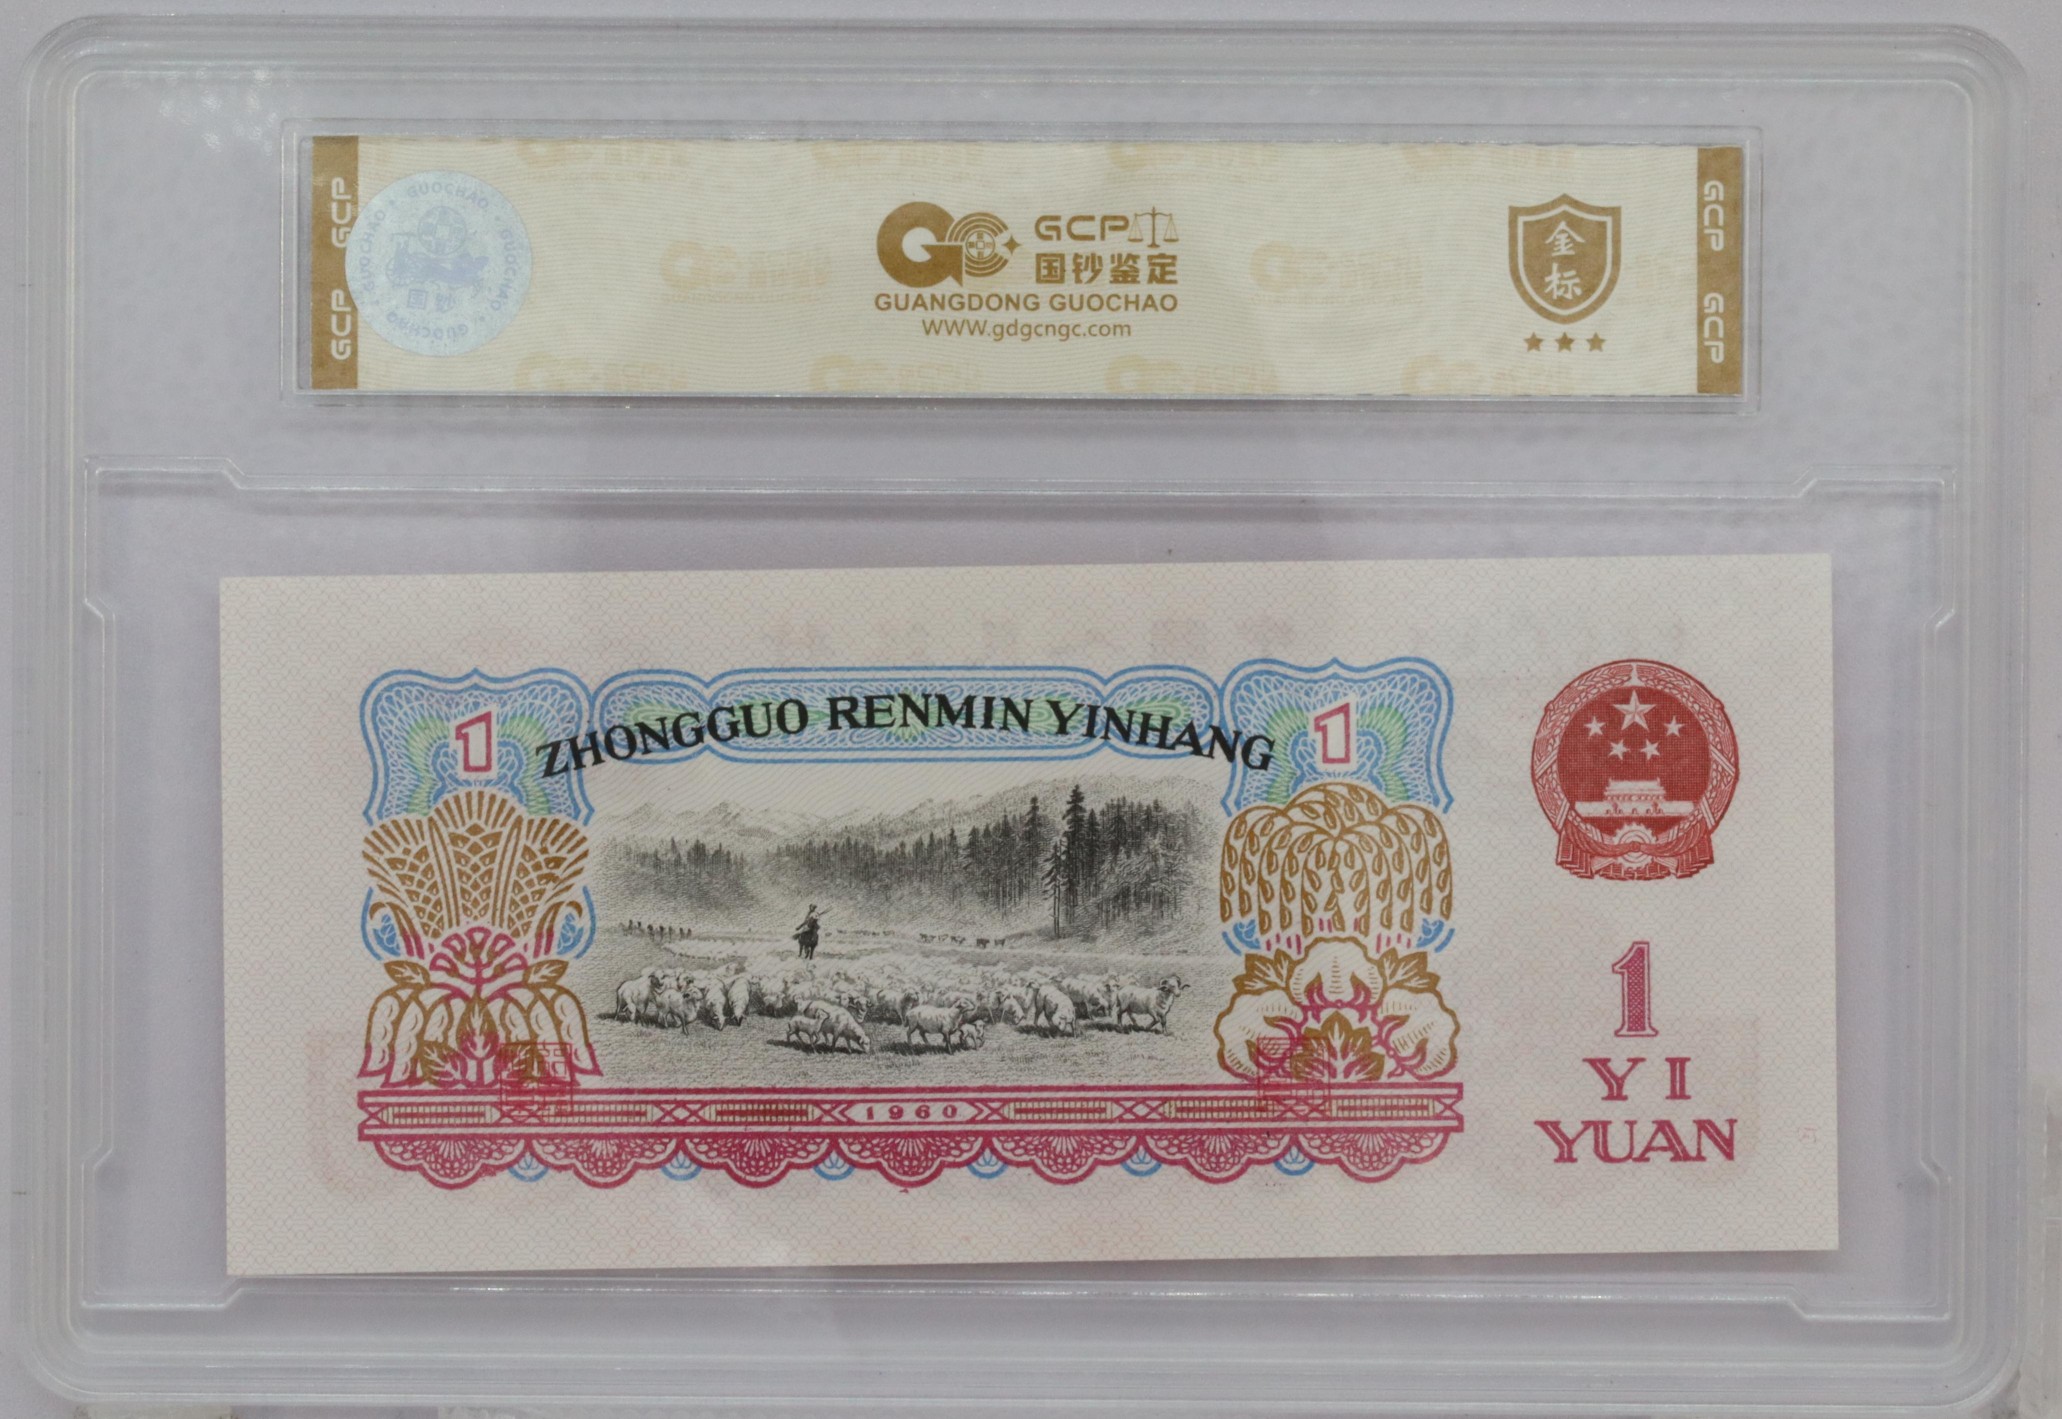 GCP
GCP
GUOCHAO
国钞
GCP
国钞鉴定
GUANGDONG GUOCHAO
WWW.gdgcngc.com
金
标
GCP
GCP
1
ZHONGGUO RENMIN YINHANG
1
1960
1
YI
YUAN